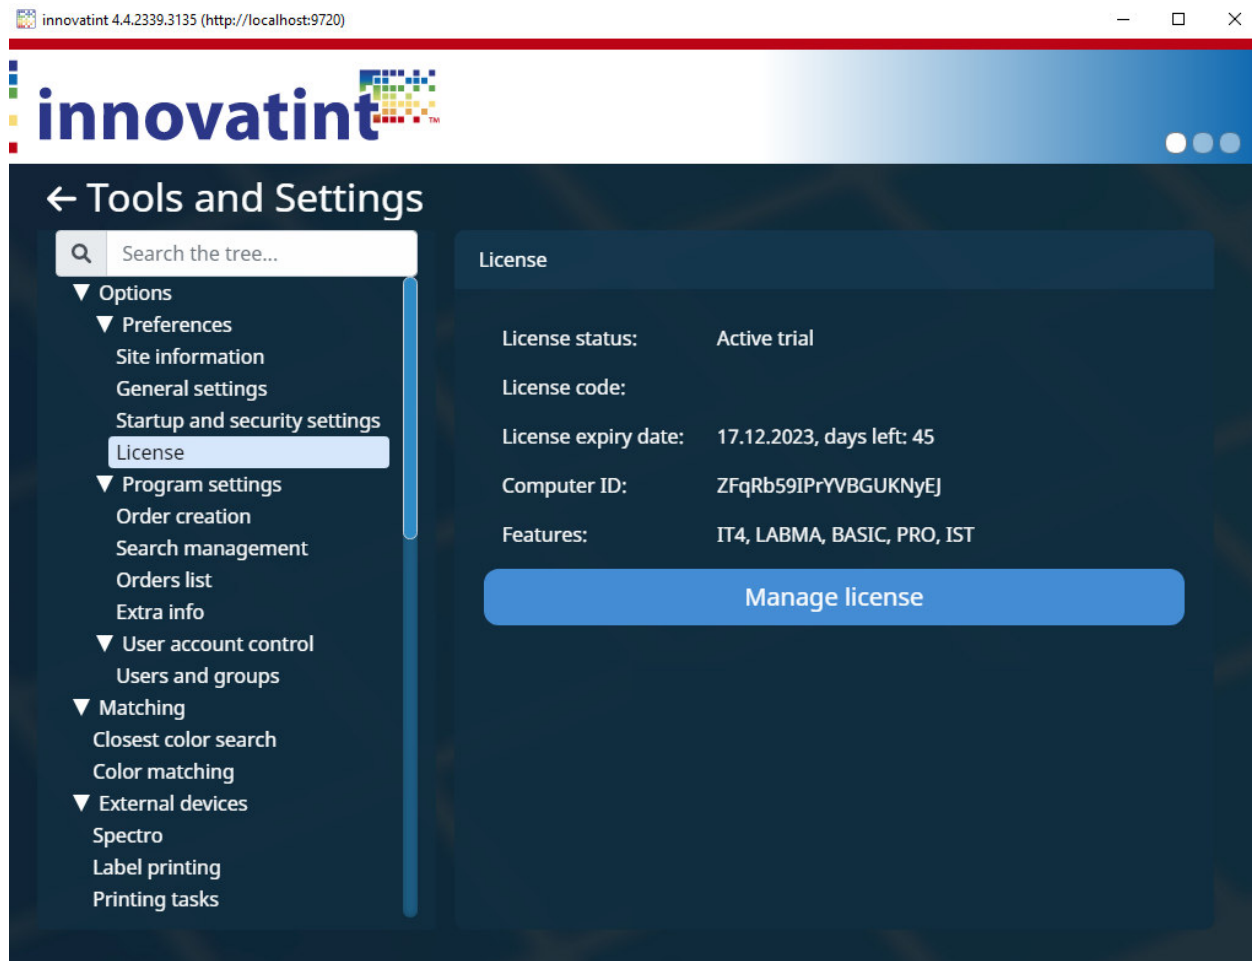 innovatint 4.4.2339.3135 (http://localhost:9720)
innovatint™
← Tools and Settings
Search the tree...
▼ Options
▼ Preferences
Site information
General settings
Startup and security settings
License
▼ Program settings
Order creation
Search management
Orders list
Extra info
▼ User account control
Users and groups
▼ Matching
Closest color search
Color matching
▼ External devices
Spectro
Label printing
Printing tasks
License
License status: Active trial
License code:
License expiry date: 17.12.2023, days left: 45
Computer ID: ZFqRb59IPrYVBGUKNyEJ
Features: IT4, LABMA, BASIC, PRO, IST
Manage license